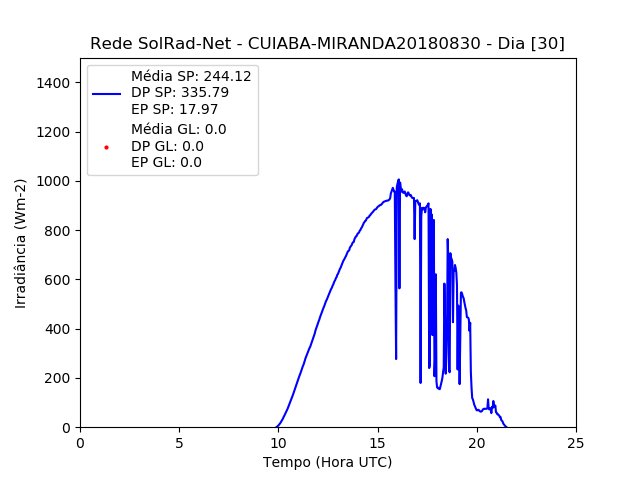 Rede SolRad-Net - CUIABA-MIRANDA20180830 - Dia [30]
Média SP: 244.12
DP SP: 335.79
EP SP: 17.97
Média GL: 0.0
DP GL: 0.0
EP GL: 0.0
Irradiância (Wm-2)
1400
1200
1000
800
600
400
200
0
0 5 10 15 20 25
Tempo (Hora UTC)